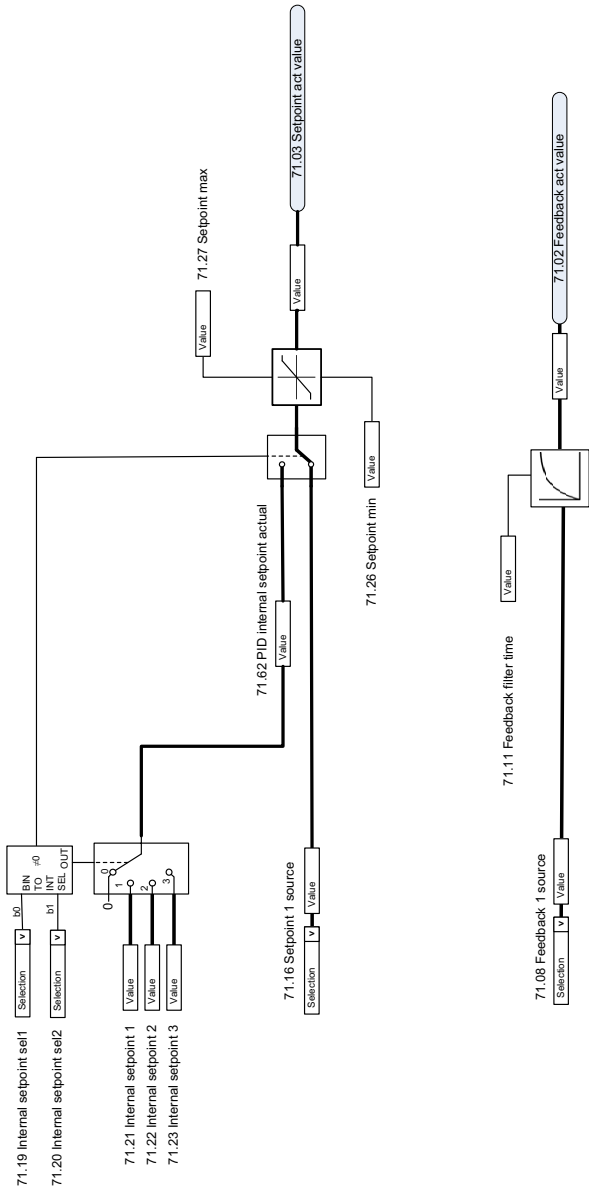 71.19 Internal setpoint sel1
Selection
v
b0
71.20 Internal setpoint sel2
Selection
v
b1
BIN
TO
INT
SEL
≠0
OUT
71.21 Internal setpoint 1
Value
71.22 Internal setpoint 2
Value
71.23 Internal setpoint 3
Value
0
0
1
2
3
71.62 PID internal setpoint actual
Value
71.16 Setpoint 1 source
Selection
v
Value
71.27 Setpoint max
Value
71.26 Setpoint min
Value
Value
71.03 Setpoint act value
71.11 Feedback filter time
Value
71.08 Feedback 1 source
Selection
v
Value
Value
71.02 Feedback act value